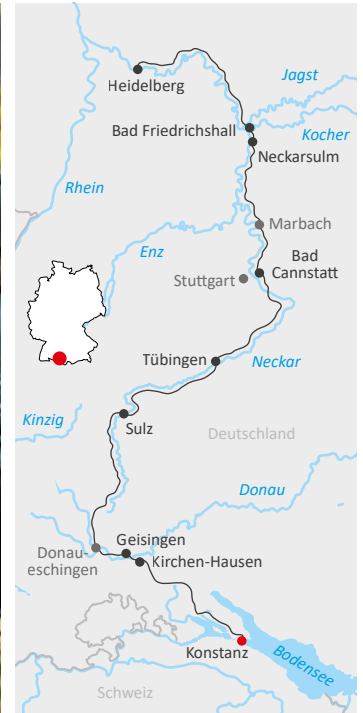 Jagst
Heidelberg
Bad Friedrichshall
Kocher
Neckarsulm
Rhein
Marbach
Enz
Bad
Cannstatt
Stuttgart
Tübingen
Neckar
Kinzig
Sulz
Deutschland
Donau
Geisingen
Donau-
eschingen
Kirchen-Hausen
Konstanz
Bodensee
Schweiz